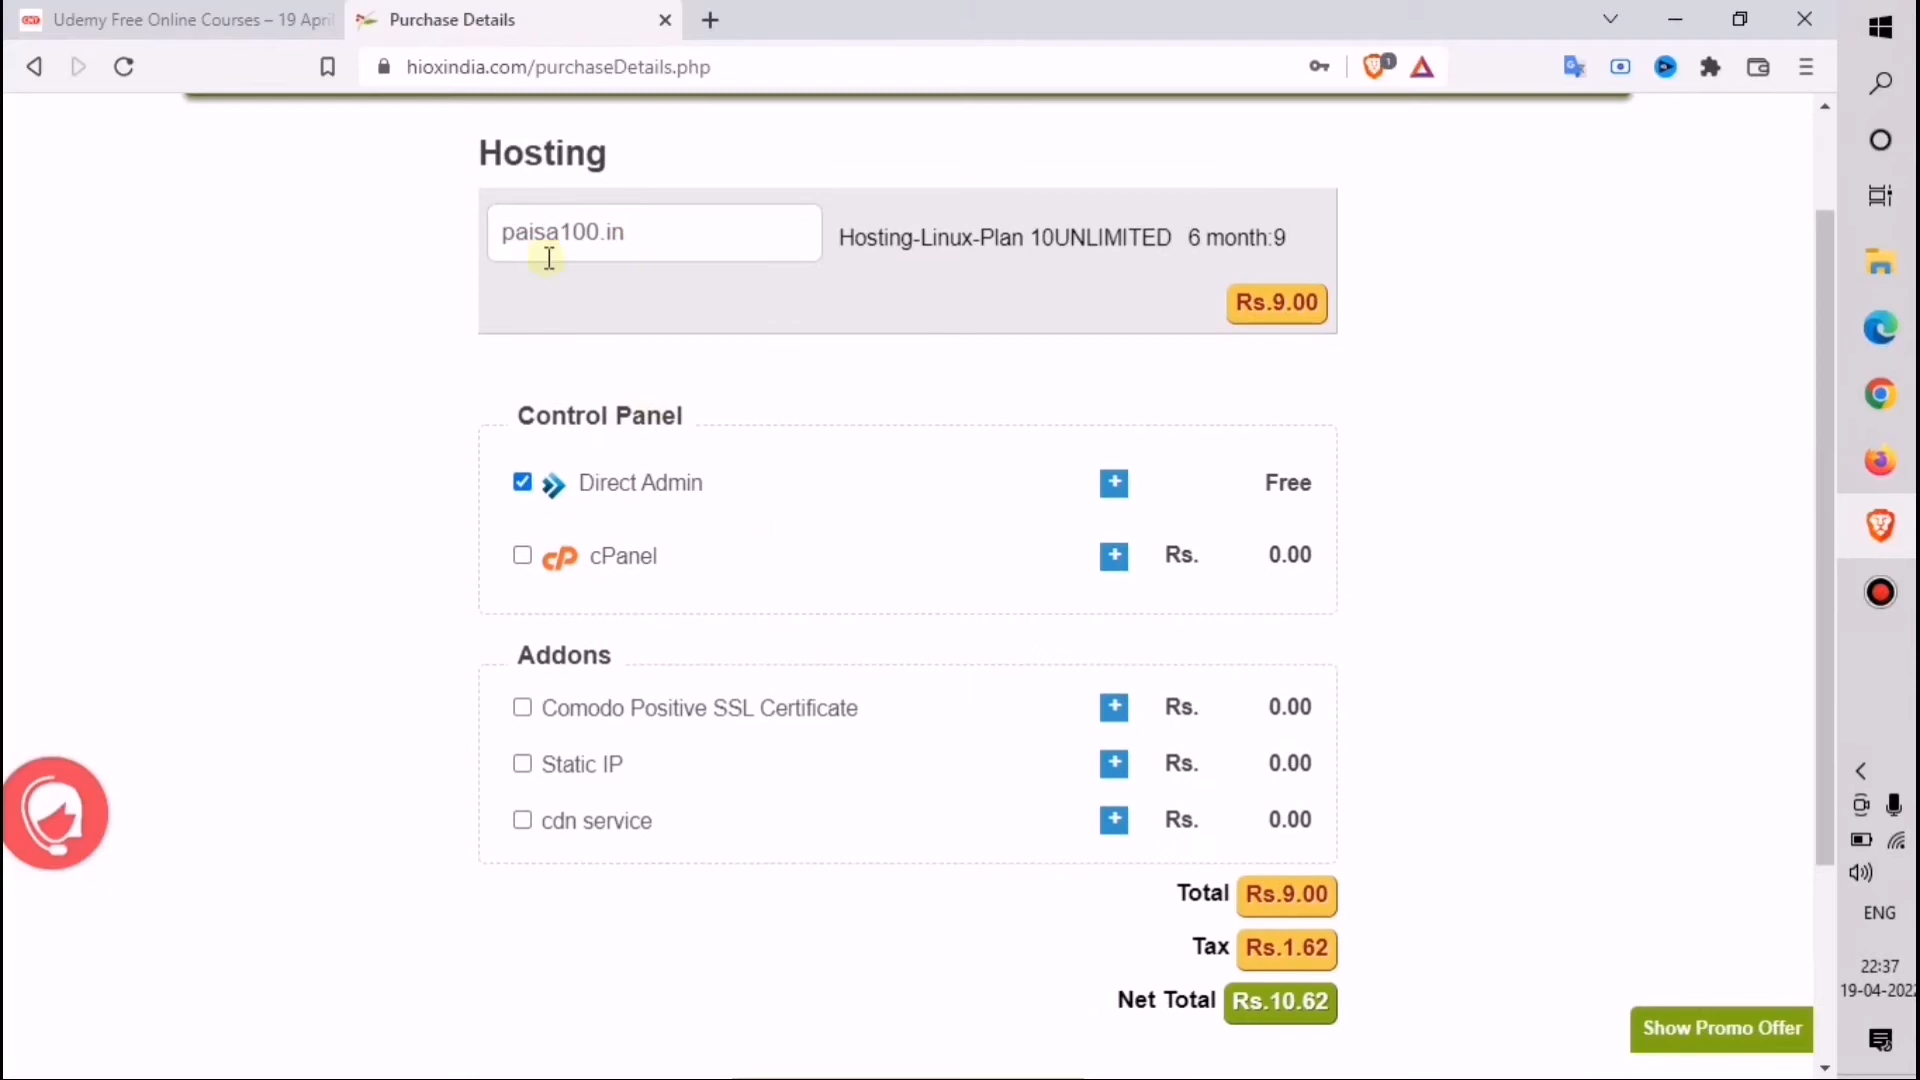 Udemy Free Online Courses – 19 Apri
Purchase Details
hioxindia.com/purchaseDetails.php
1
Hosting
paisa100.in
Hosting-Linux-Plan 10UNLIMITED 6 month:9
Rs.9.00
Control Panel
Direct Admin + Free
cP cPanel + Rs. 0.00
Addons
Comodo Positive SSL Certificate + Rs. 0.00
Static IP + Rs. 0.00
cdn service + Rs. 0.00
Total Rs.9.00
Tax Rs.1.62
Net Total Rs.10.62
Show Promo Offer
ENG
22:37
19-04-202